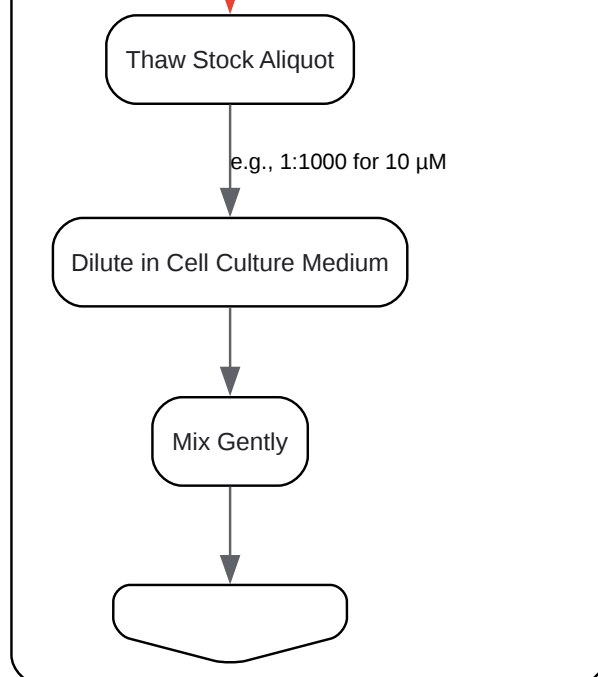 Thaw Stock Aliquot
e.g., 1:1000 for 10 µM
Dilute in Cell Culture Medium
Mix Gently